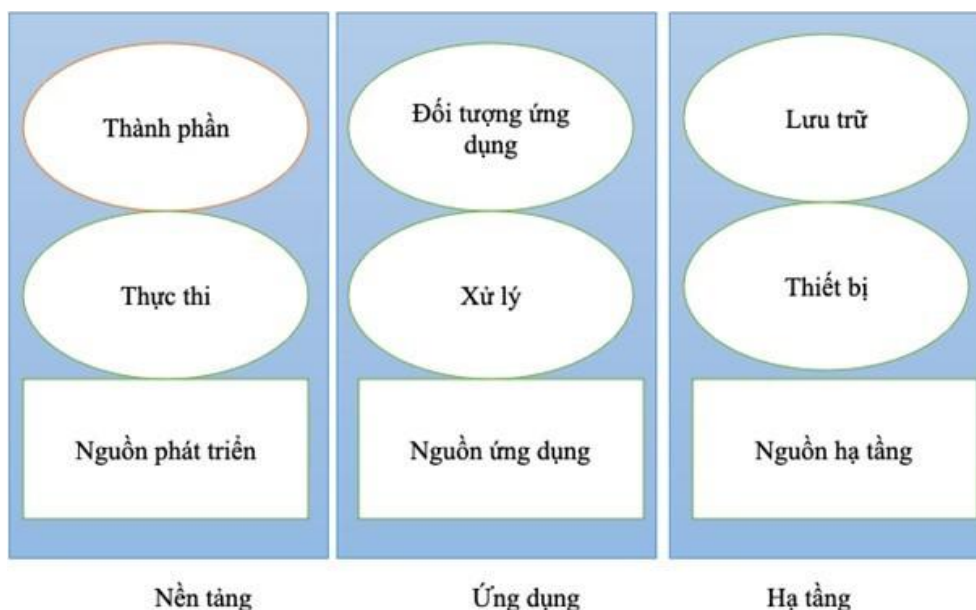 Thành phần
Đối tượng ứng
dụng
Lưu trữ
Thực thi
Xử lý
Thiết bị
Nguồn phát triển
Nguồn ứng dụng
Nguồn hạ tầng
Nền tảng
Ứng dụng
Hạ tầng